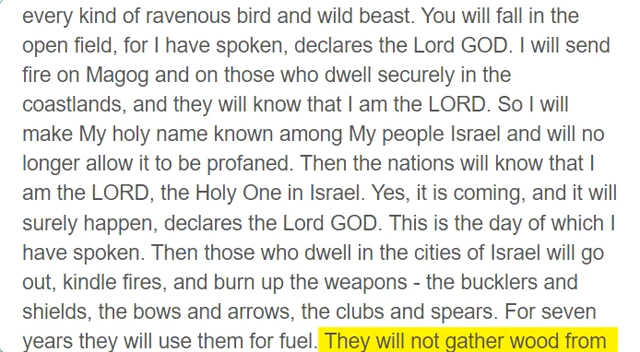 every kind of ravenous bird and wild beast. You will fall in the
open field, for I have spoken, declares the Lord GOD. I will send
fire on Magog and on those who dwell securely in the
coastlands, and they will know that I am the LORD. So I will
make My holy name known among My people Israel and will no
longer allow it to be profaned. Then the nations will know that I
am the LORD, the Holy One in Israel. Yes, it is coming, and it will
surely happen, declares the Lord GOD. This is the day of which I
have spoken. Then those who dwell in the cities of Israel will go
out, kindle fires, and burn up the weapons - the bucklers and
shields, the bows and arrows, the clubs and spears. For seven
years they will use them for fuel. They will not gather wood from